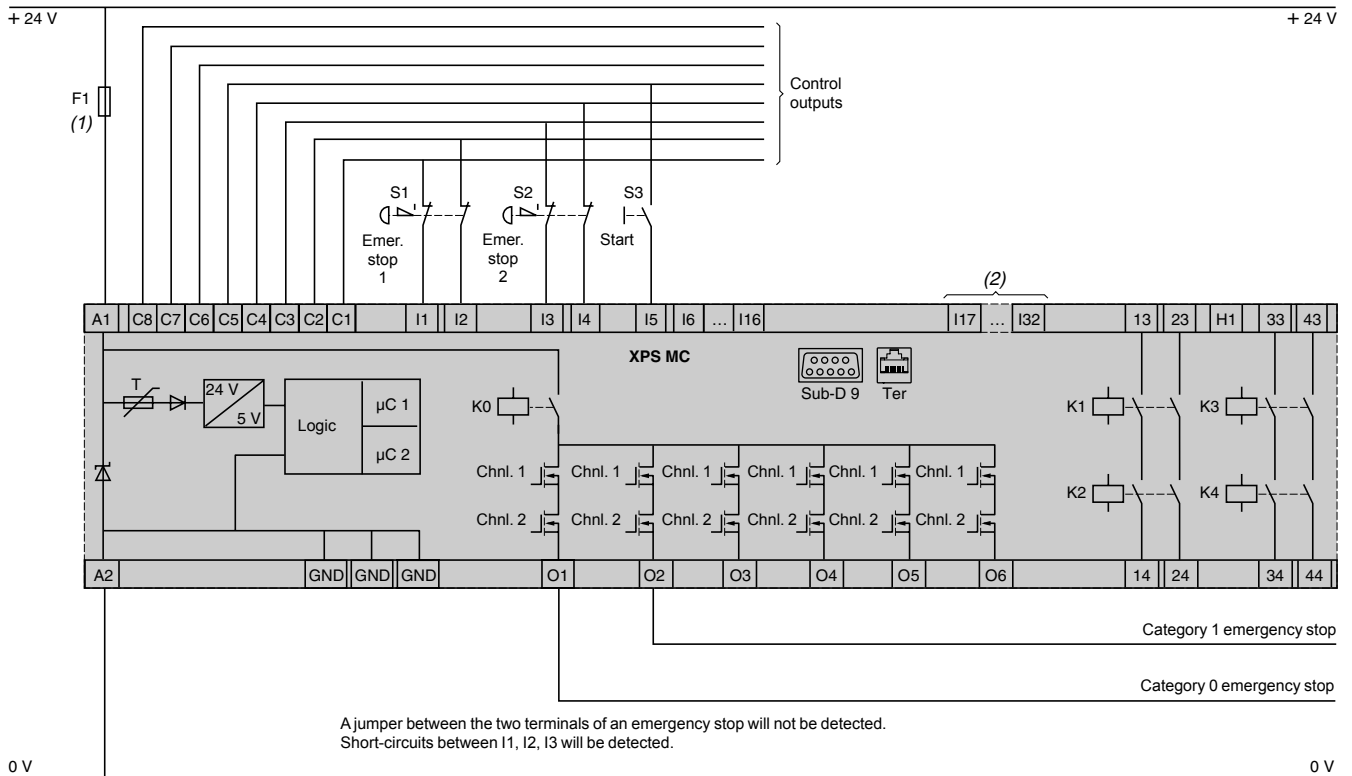 + 24 V
+ 24 V
F1
(1)
Control
outputs
S1
S2
S3
Emer.
stop
1
Emer.
stop
2
Start
(2)
A1 C8 C7 C6 C5 C4 C3 C2 C1 I1 I2 I3 I4 I5 I6 ... I16 I17 ... I32 13 23 H1 33 43
XPS MC
Sub-D 9
Ter
T
24 V
5 V
Logic
µC 1
µC 2
K0
K1
K3
Chnl. 1 Chnl. 1 Chnl. 1 Chnl. 1 Chnl. 1 Chnl. 1
K2
K4
Chnl. 2 Chnl. 2 Chnl. 2 Chnl. 2 Chnl. 2 Chnl. 2
A2 GND GND GND O1 O2 O3 O4 O5 O6 14 24 34 44
Category 1 emergency stop
Category 0 emergency stop
A jumper between the two terminals of an emergency stop will not be detected.
Short-circuits between I1, I2, I3 will be detected.
0 V
0 V